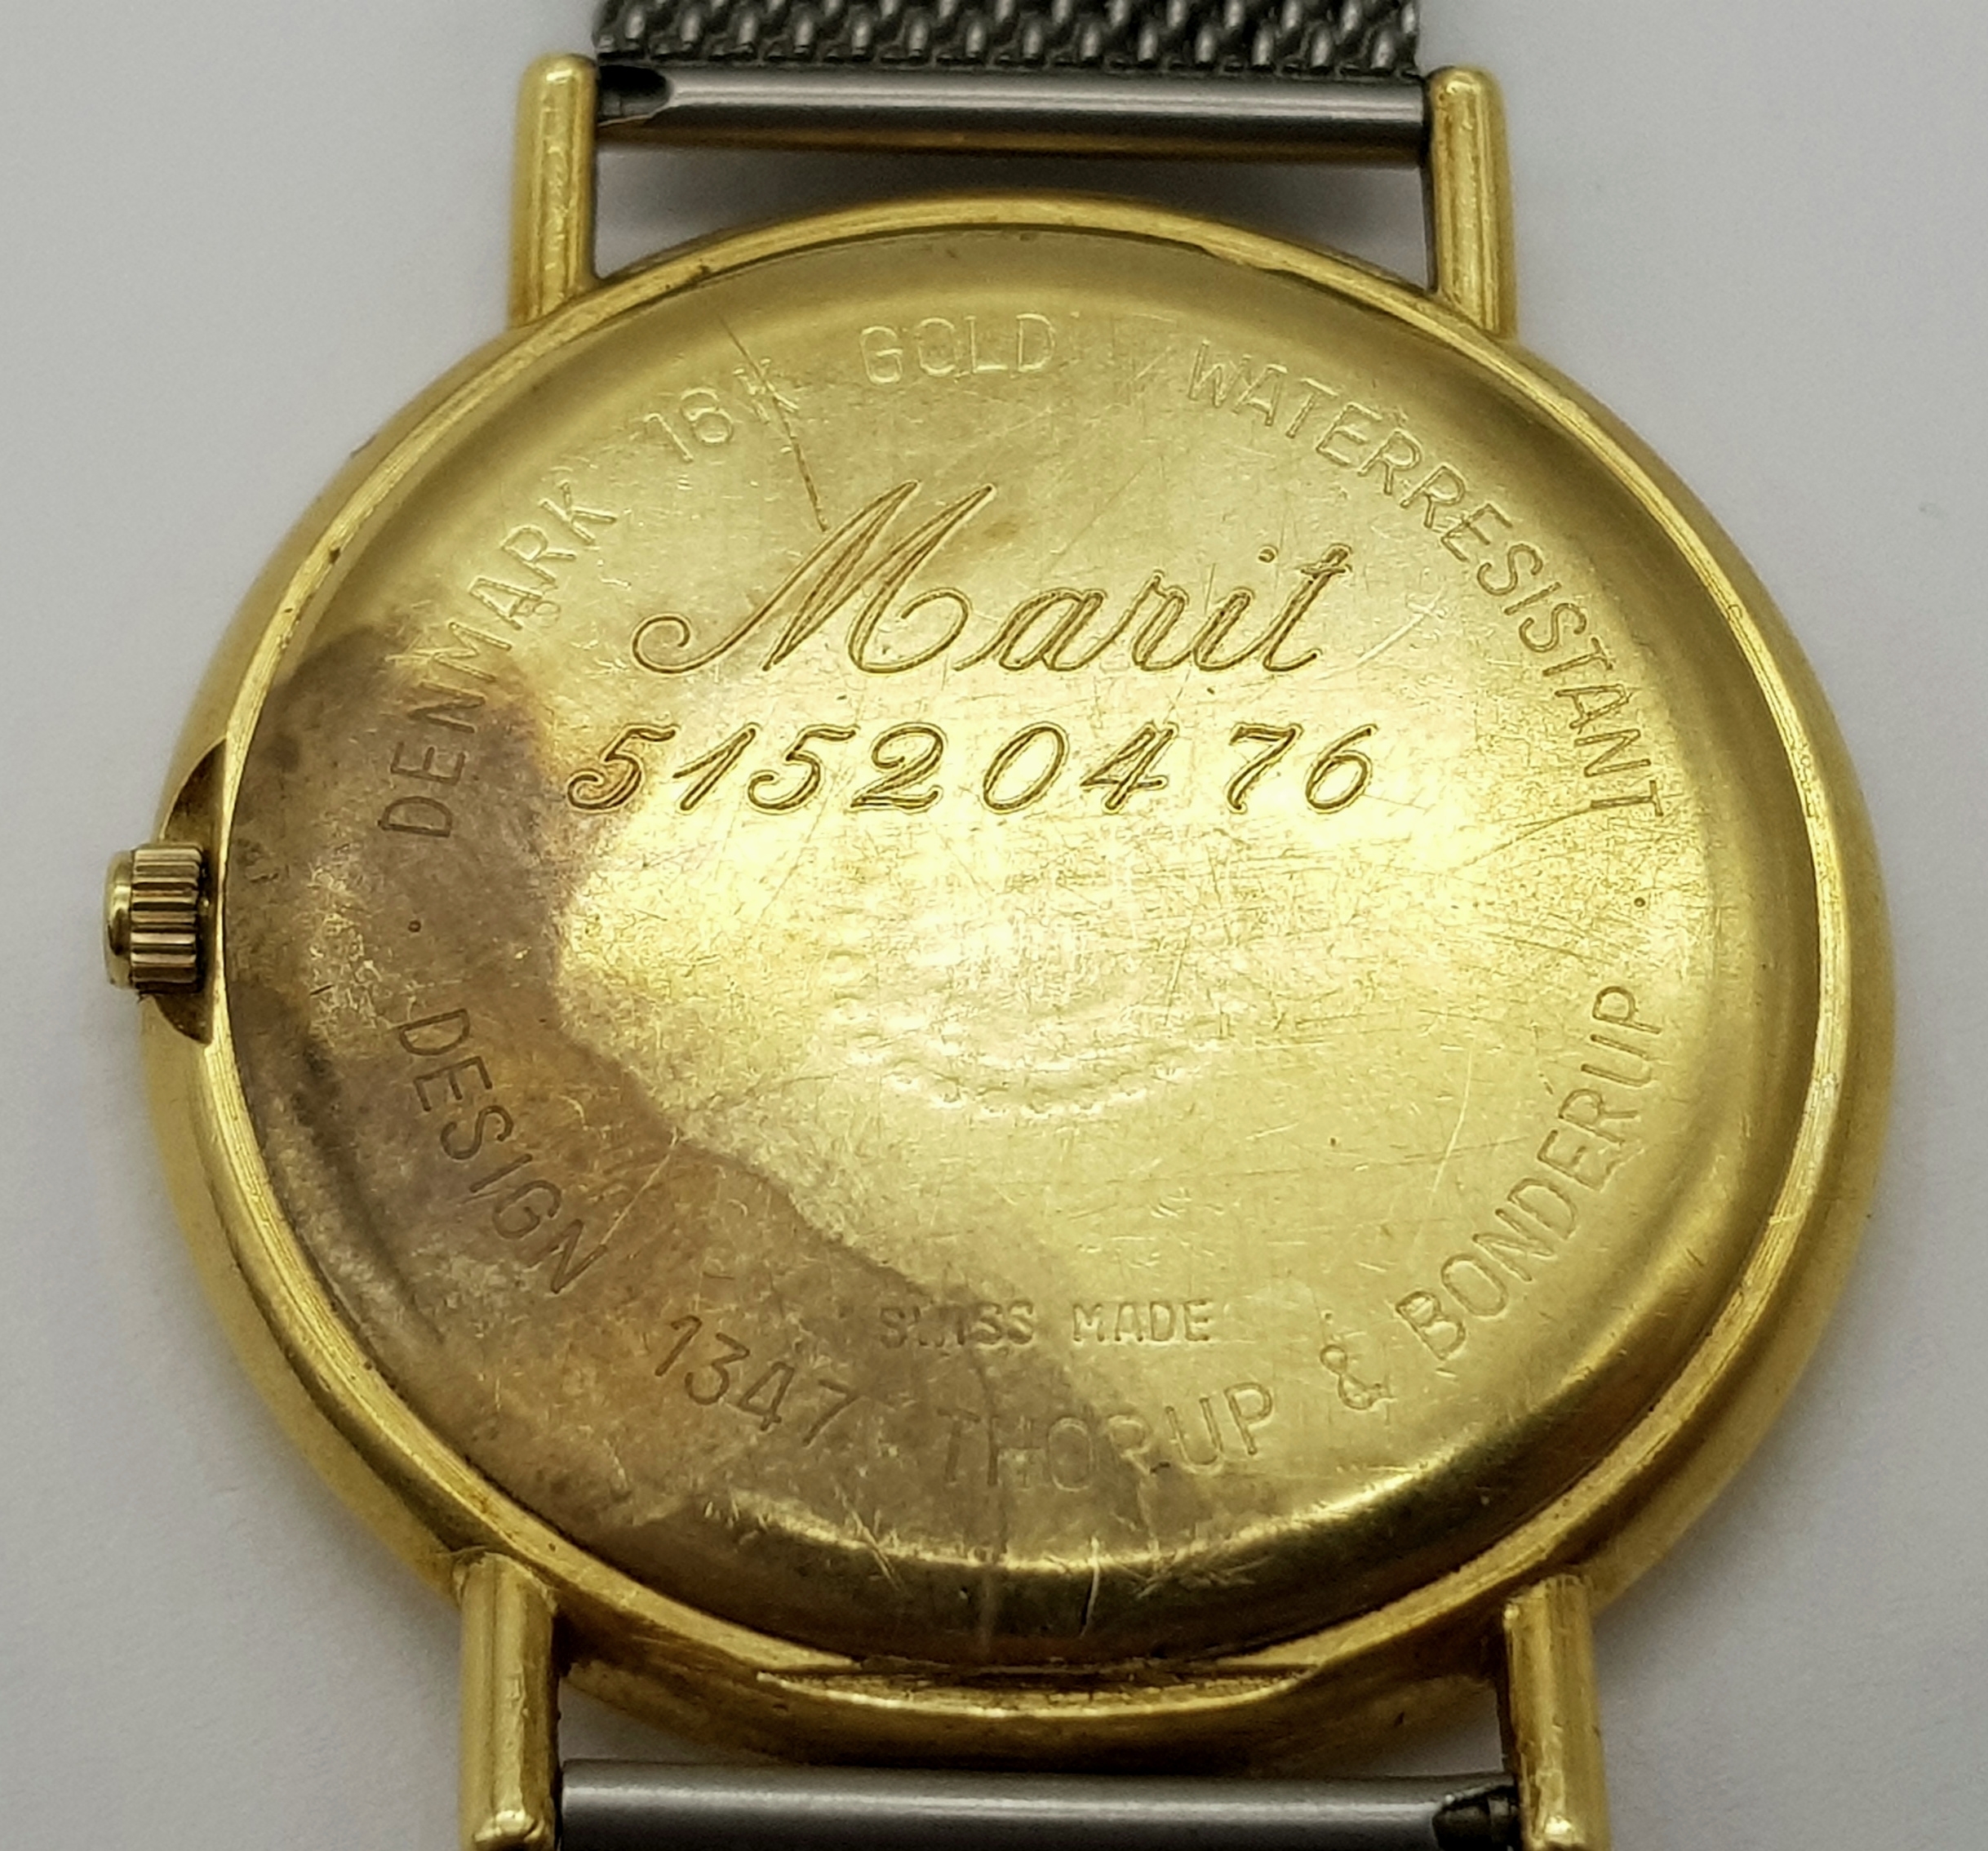 DENMARK 18K GOLD WATERRESISTANT
Marit
51520476
SWISS MADE
DESIGN 1347 THORUP & BONDERUP